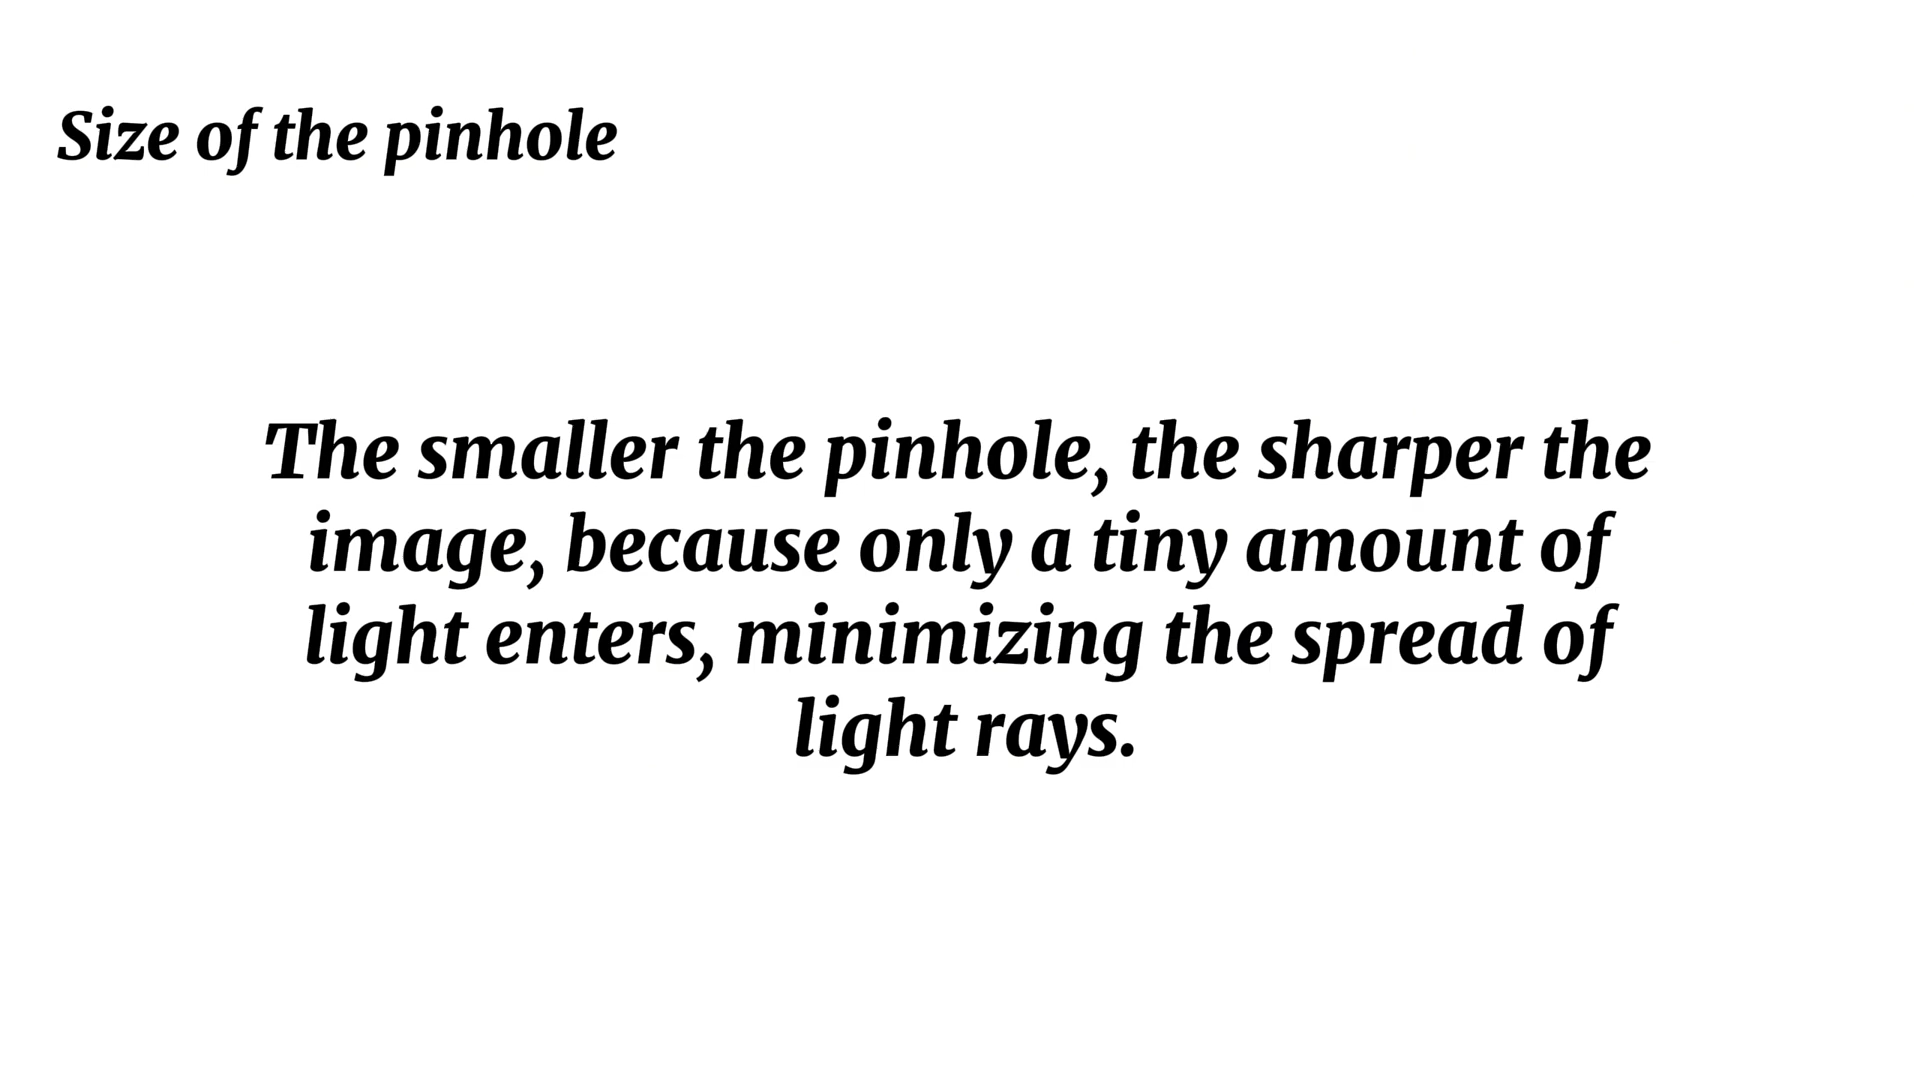 Size of the pinhole
The smaller the pinhole, the sharper the
image, because only a tiny amount of
light enters, minimizing the spread of
light rays.